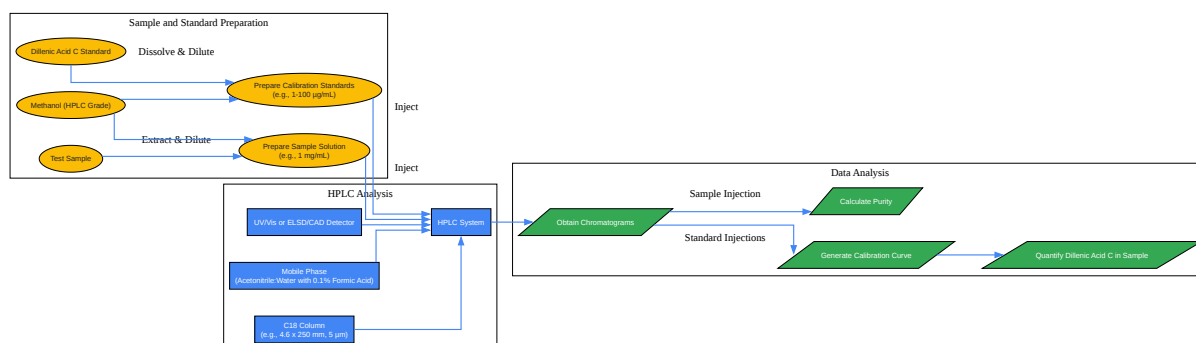 Sample and Standard Preparation
Dillenic Acid C Standard
Dissolve & Dilute
Prepare Calibration Standards
(e.g., 1-100 µg/mL)
Methanol (HPLC Grade)
Inject
Extract & Dilute
Prepare Sample Solution
(e.g., 1 mg/mL)
Test Sample
Inject
HPLC Analysis
UV/Vis or ELSD/CAD Detector
HPLC System
Mobile Phase
(Acetonitrile:Water with 0.1% Formic Acid)
C18 Column
(e.g., 4.6 x 250 mm, 5 µm)
Data Analysis
Sample Injection
Calculate Purity
Obtain Chromatograms
Standard Injections
Generate Calibration Curve
Quantify Dillenic Acid C in Sample